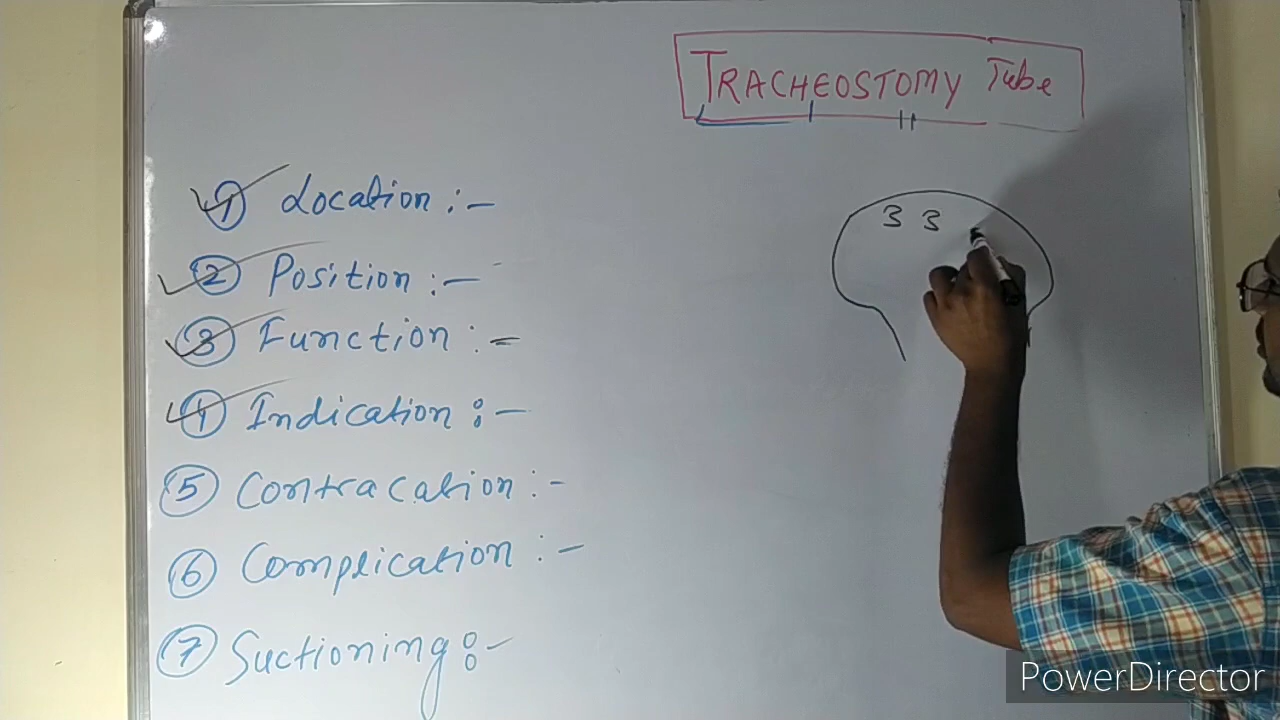 TRACHEOSTOMY Tube
① Location :-
② Position :-
③ Function :-
④ Indication :-
⑤ Contracation :-
⑥ Complication :-
⑦ Suctioning :-
3 3
PowerDirector